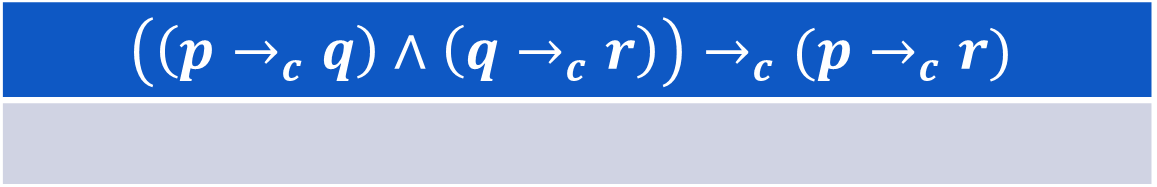 ((p →c q) ∧ (q →c r)) →c (p →c r)